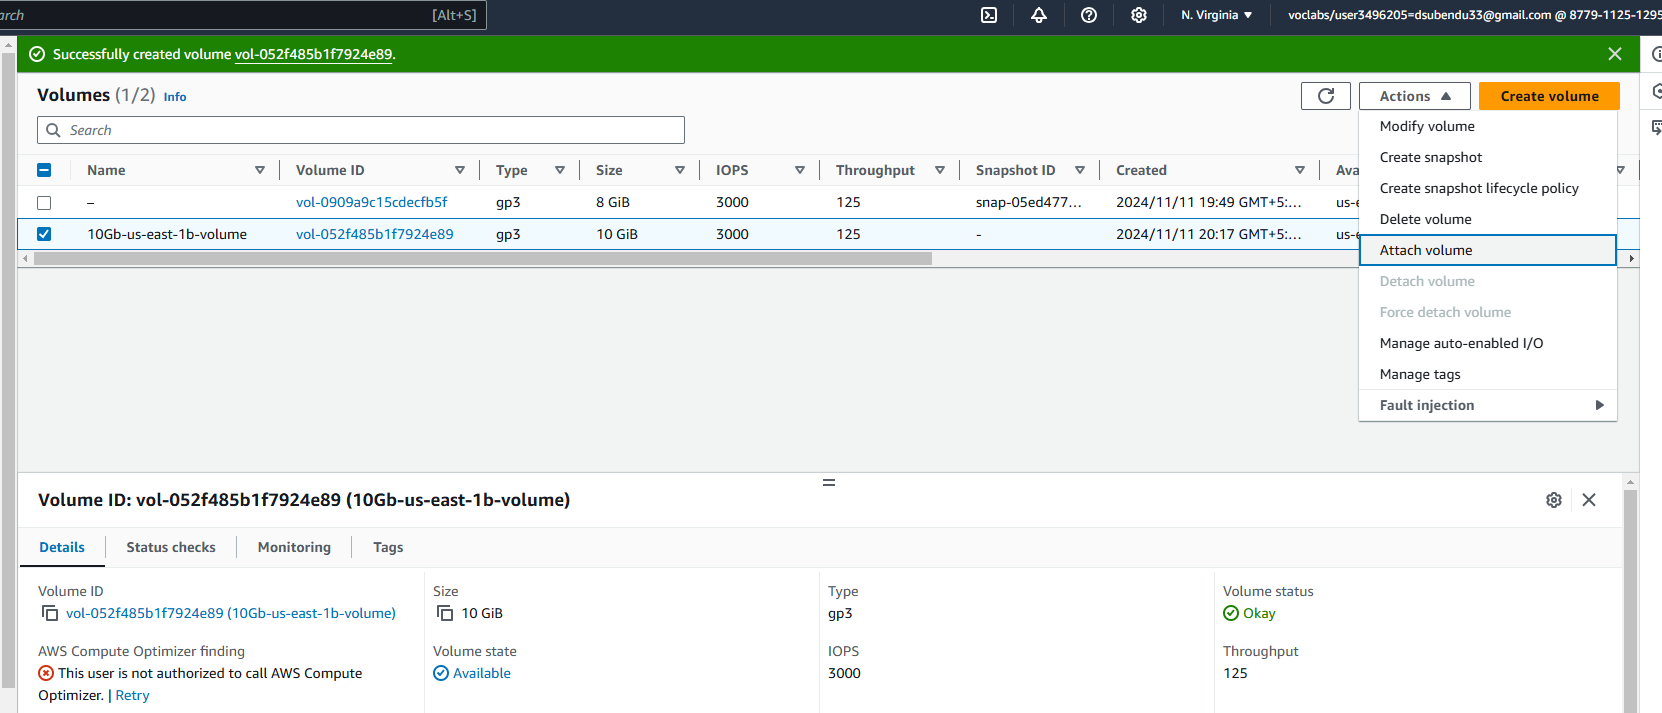 arch [Alt+S] N. Virginia voclabs/user3496205=dsubendu33@gmail.com @ 8779-1125-1295
Successfully created volume vol-052f485b1f7924e89.
Volumes (1/2) Info Actions Create volume
Search
Name Volume ID Type Size IOPS Throughput Snapshot ID Created Ava
– vol-0909a9c15cdecfb5f gp3 8 GiB 3000 125 snap-05ed477... 2024/11/11 19:49 GMT+5:... us-e
10Gb-us-east-1b-volume vol-052f485b1f7924e89 gp3 10 GiB 3000 125 - 2024/11/11 20:17 GMT+5:... us-e
Modify volume
Create snapshot
Create snapshot lifecycle policy
Delete volume
Attach volume
Detach volume
Force detach volume
Manage auto-enabled I/O
Manage tags
Fault injection
Volume ID: vol-052f485b1f7924e89 (10Gb-us-east-1b-volume)
Details Status checks Monitoring Tags
Volume ID Size Type Volume status
vol-052f485b1f7924e89 (10Gb-us-east-1b-volume) 10 GiB gp3 Okay
AWS Compute Optimizer finding Volume state IOPS Throughput
This user is not authorized to call AWS Compute Available 3000 125
Optimizer. | Retry